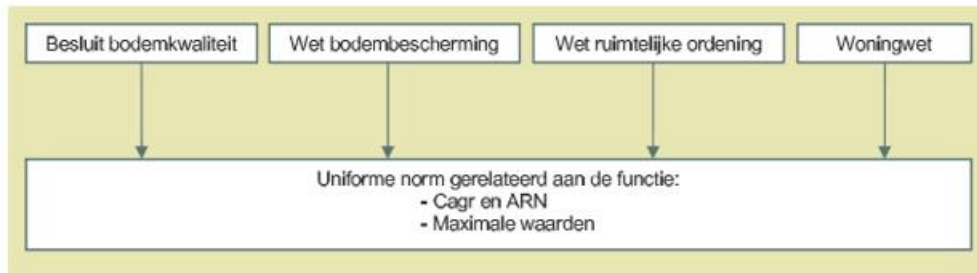 Besluit bodemkwaliteit
Wet bodembescherming
Wet ruimtelijke ordening
Woningwet
Uniforme norm gerelateerd aan de functie:
- Cagr en ARN
- Maximale waarden